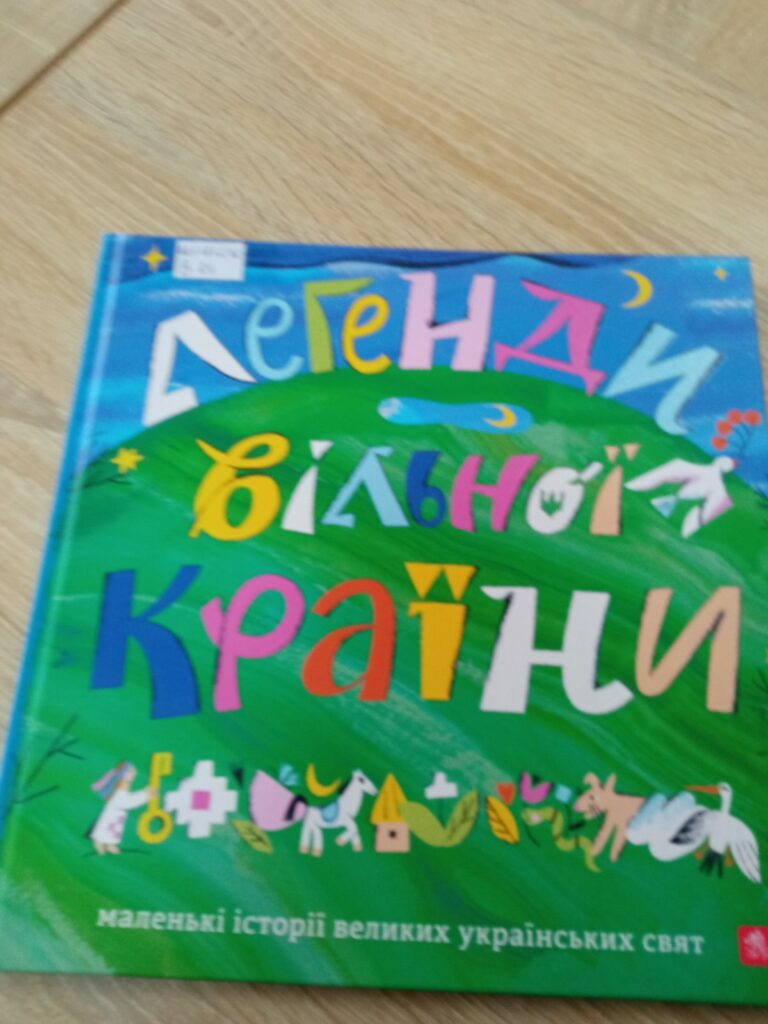 Легенди
вільної
країни
маленькі історії великих українських свят